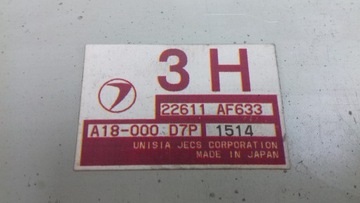 3H
22611 AF633
A18-000 D7P 1514
UNISIA JECS CORPORATION
MADE IN JAPAN